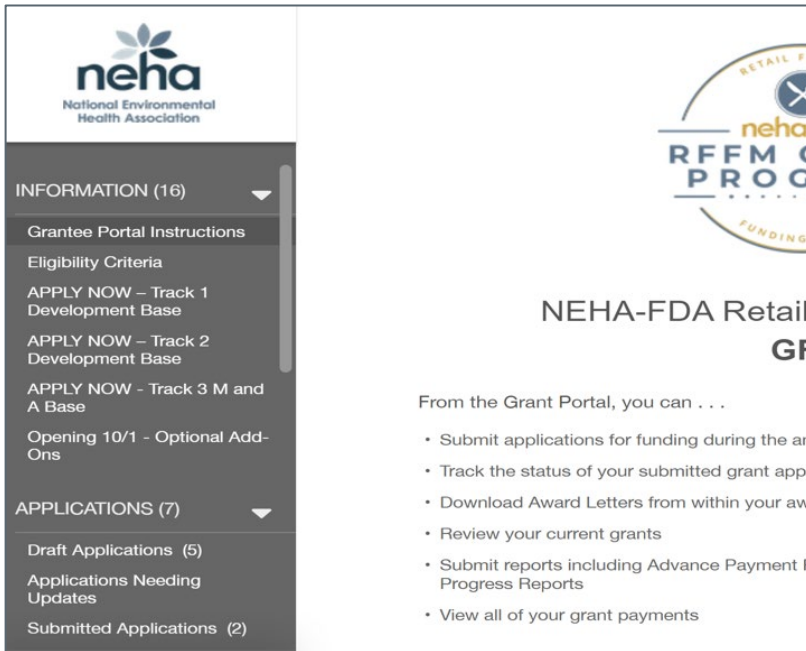 neha
National Environmental
Health Association
INFORMATION (16)
Grantee Portal Instructions
Eligibility Criteria
APPLY NOW – Track 1
Development Base
APPLY NOW – Track 2
Development Base
APPLY NOW - Track 3 M and
A Base
Opening 10/1 - Optional Add-
Ons
APPLICATIONS (7)
Draft Applications (5)
Applications Needing
Updates
Submitted Applications (2)
RETAIL
neha
RFFM
PROG
FUNDING
NEHA-FDA Retail
From the Grant Portal, you can . . .
• Submit applications for funding during the
• Track the status of your submitted grant
• Download Award Letters from within your
• Review your current grants
• Submit reports including Advance Payment
Progress Reports
• View all of your grant payments